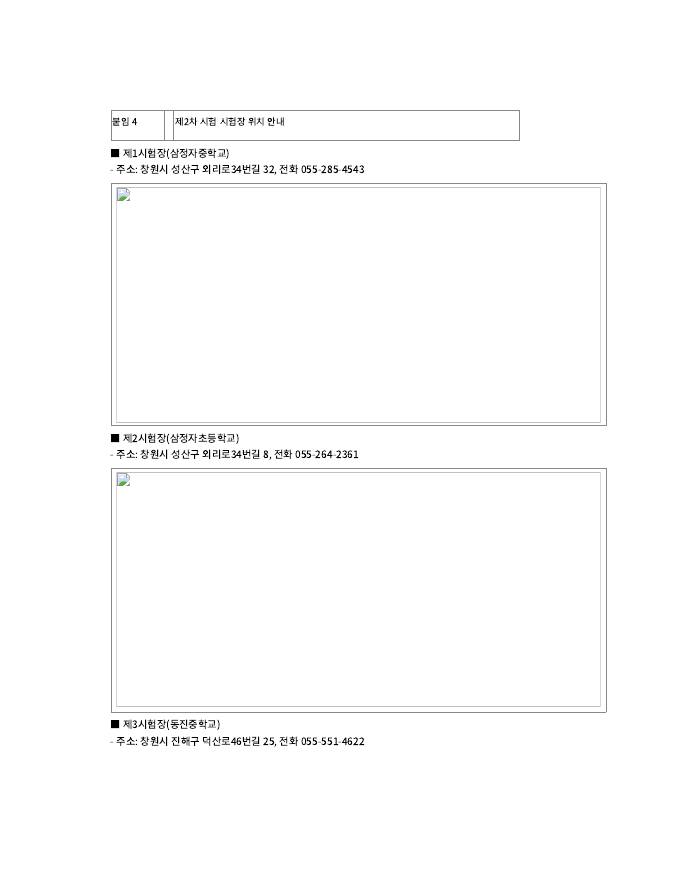 붙임 4 제2차 시험 시험장 위치 안내
■ 제1시험장(삼정자중학교)
- 주소: 창원시 성산구 외리로34번길 32, 전화 055-285-4543
■ 제2시험장(삼정자초등학교)
- 주소: 창원시 성산구 외리로34번길 8, 전화 055-264-2361
■ 제3시험장(동진중학교)
- 주소: 창원시 진해구 덕산로46번길 25, 전화 055-551-4622